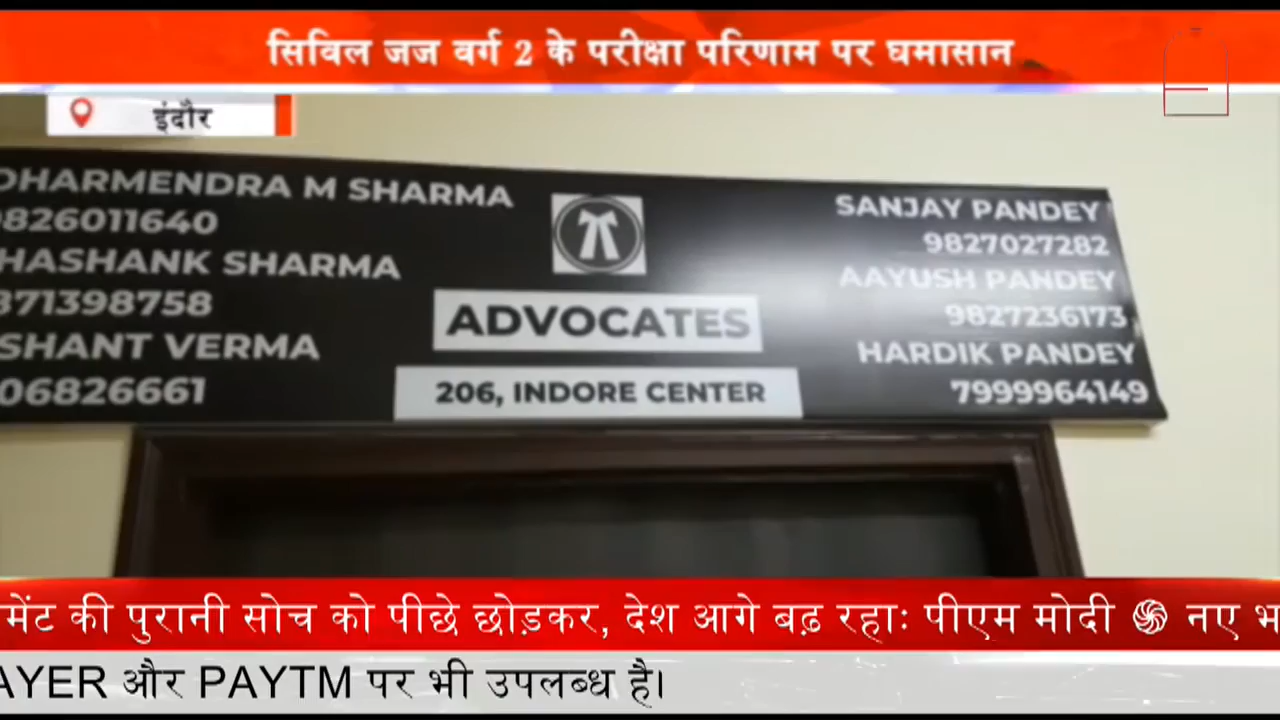 सिविल जज वर्ग 2 के परीक्षा परिणाम पर घमासान
इंदौर
DHARMENDRA M SHARMA
9826011640
HASHANK SHARMA
871398758
SHANT VERMA
06826661
ADVOCATES
206, INDORE CENTER
SANJAY PANDEY
9827027282
AAYUSH PANDEY
9827236173
HARDIK PANDEY
7999964149
मेंट की पुरानी सोच को पीछे छोड़कर, देश आगे बढ़ रहाः पीएम मोदी नए भ
AYER और PAYTM पर भी उपलब्ध है।